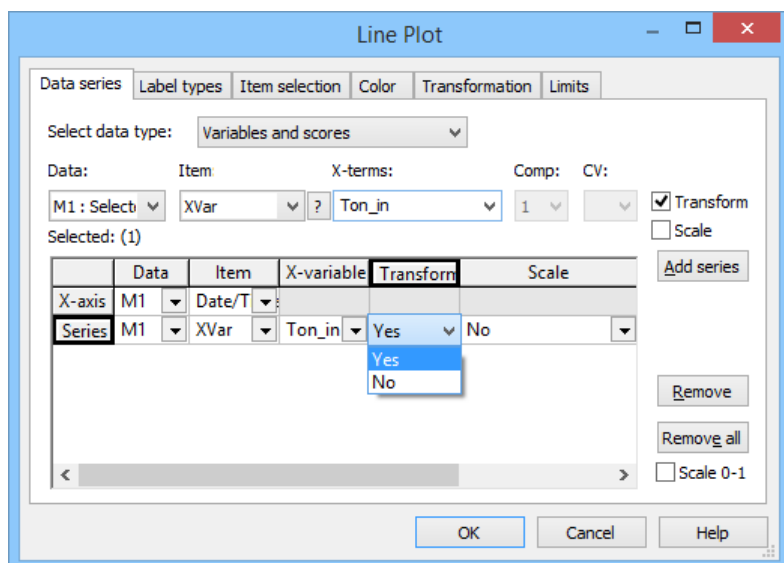 Line Plot
Data series Label types Item selection Color Transformation Limits
Select data type: Variables and scores
Data: Item: X-terms: Comp: CV:
M1 : Select XVar ? Ton_in 1
Transform
Scale
Selected: (1)
Add series
Data Item X-variable Transform Scale
X-axis M1 Date/T
Series M1 XVar Ton_in Yes No
Yes
No
Remove
Remove all
Scale 0-1
OK Cancel Help